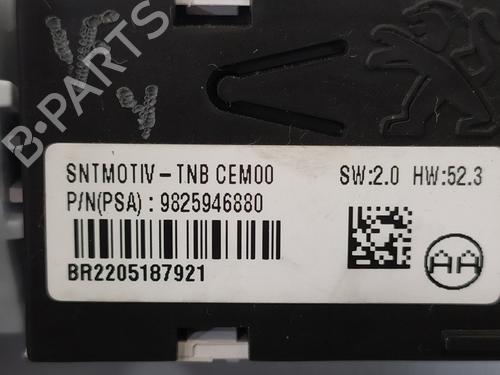 B-PARTS
SNTMOTIV-TNB CEM00 SW:2.0 HW:52.3
P/N(PSA) : 9825946880
BR2205187921
AA